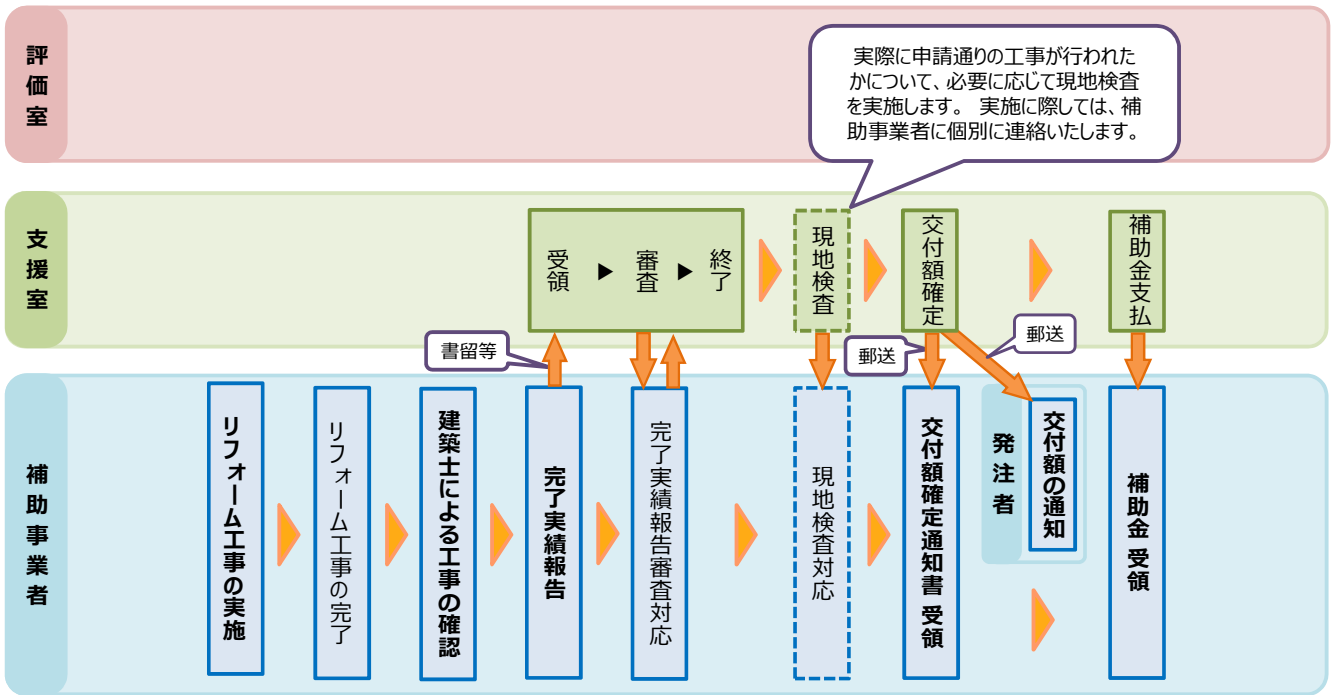 評価室
実際に申請通りの工事が行われた
かについて、必要に応じて現地検査
を実施します。 実施に際しては、補
助事業者に個別に連絡いたします。
支援室
受領 ▶ 審査 ▶ 終了
現地検査
交付額確定
補助金支払
書留等
郵送
郵送
補助事業者
リフォーム工事の実施
リフォーム工事の完了
建築士による工事の確認
完了実績報告
完了実績報告審査対応
現地検査対応
交付額確定通知書 受領
発注者
交付額の通知
補助金 受領